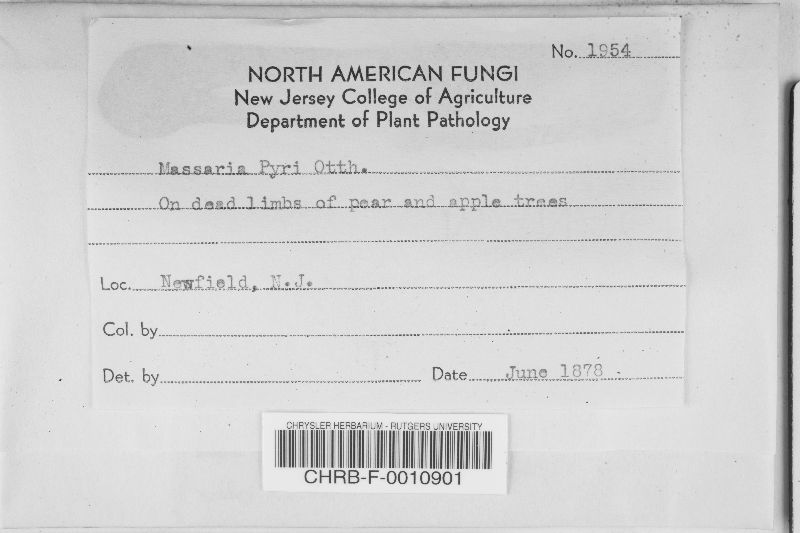 No. 1954
NORTH AMERICAN FUNGI
New Jersey College of Agriculture
Department of Plant Pathology
Massaria Pyri Otth.
On dead limbs of pear and apple trees
Loc. Newfield, N.J.
Col. by
Det. by Date June 1878
CHRYSLER HERBARIUM - RUTGERS UNIVERSITY
CHRB-F-0010901